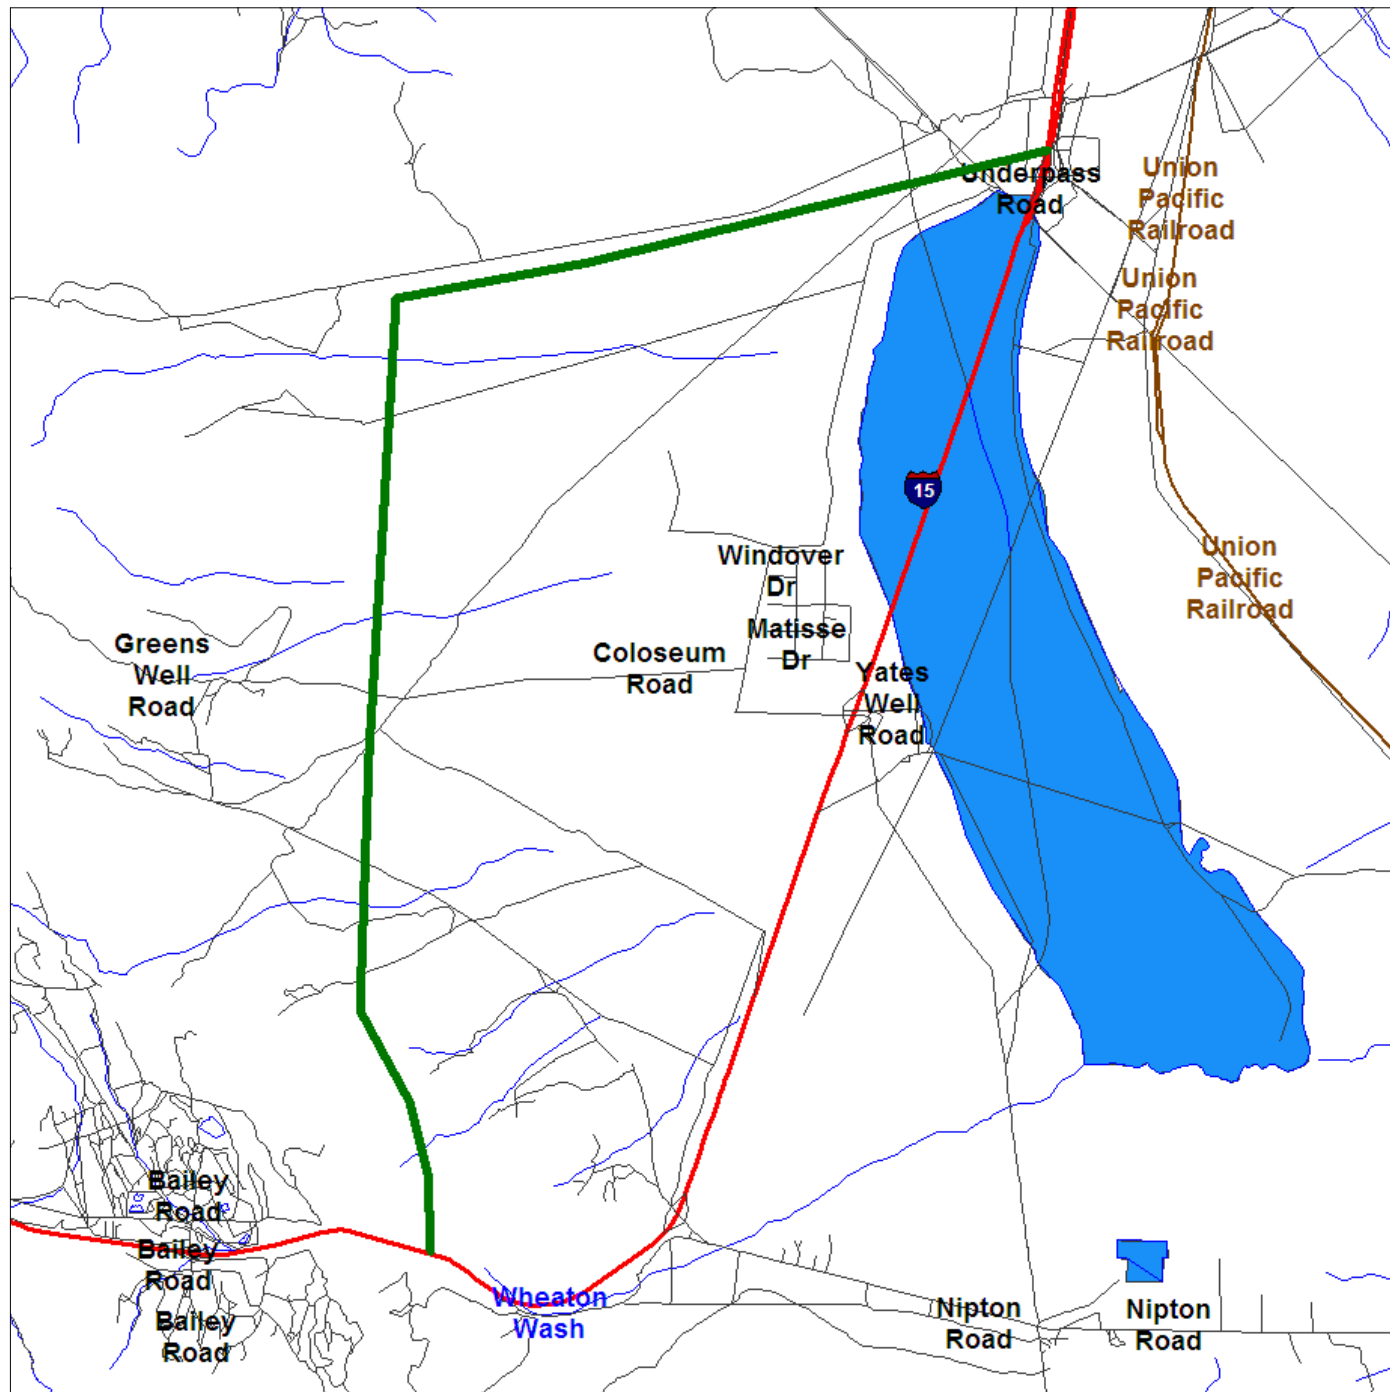 Underpass
Road
Union
Pacific
Railroad
Union
Pacific
Railroad
15
Windover
Dr
Union
Pacific
Railroad
Matisse
Dr
Greens
Well
Road
Coloseum
Road
Yates
Well
Road
Bailey
Road
Bailey
Road
Bailey
Road
Wheaton
Wash
Nipton
Road
Nipton
Road